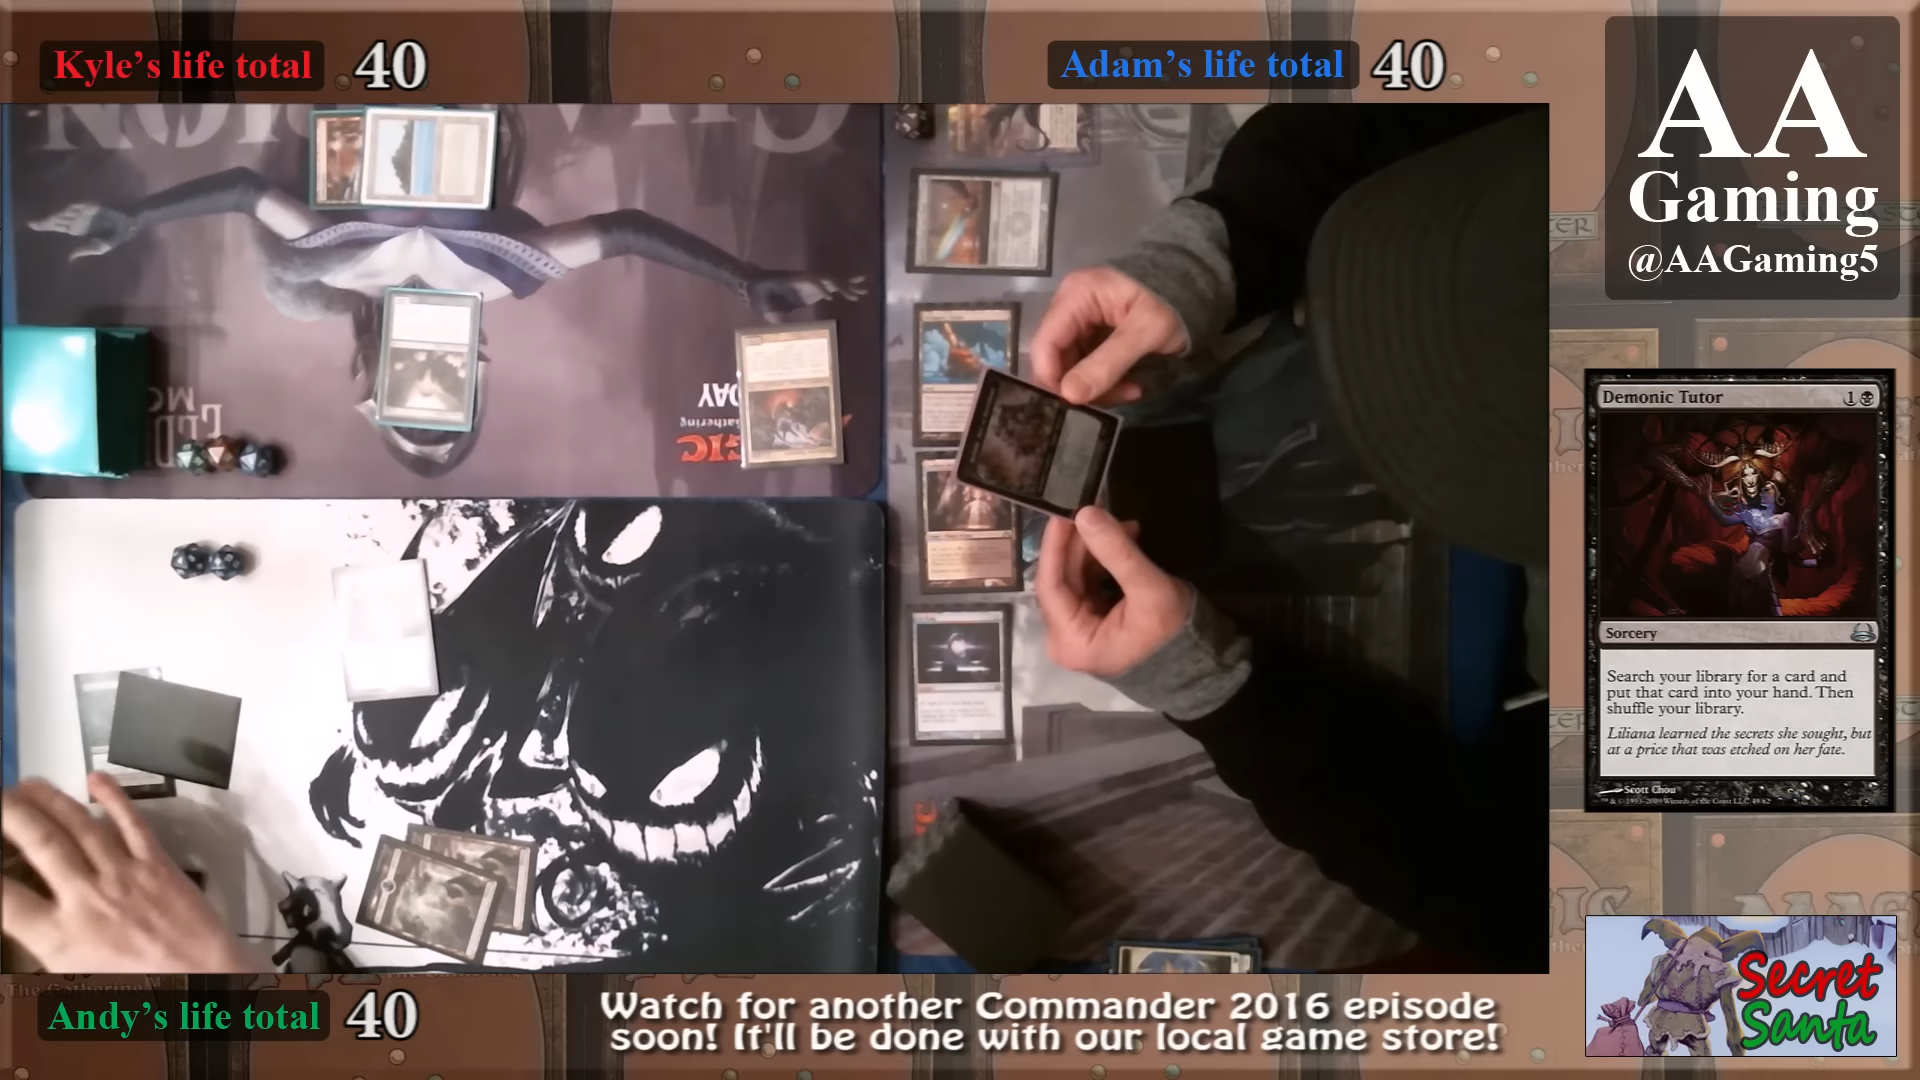 Kyle's life total 40
Adam's life total 40
AA
Gaming
@AAGaming5
Demonic Tutor 1
Sorcery
Search your library for a card and
put that card into your hand. Then
shuffle your library.
Liliana learned the secrets she sought, but
at a price that was etched on her fate.
Scott Chou
Andy's life total 40
Watch for another Commander 2016 episode
soon! It'll be done with our local game store!
Secret
Santa